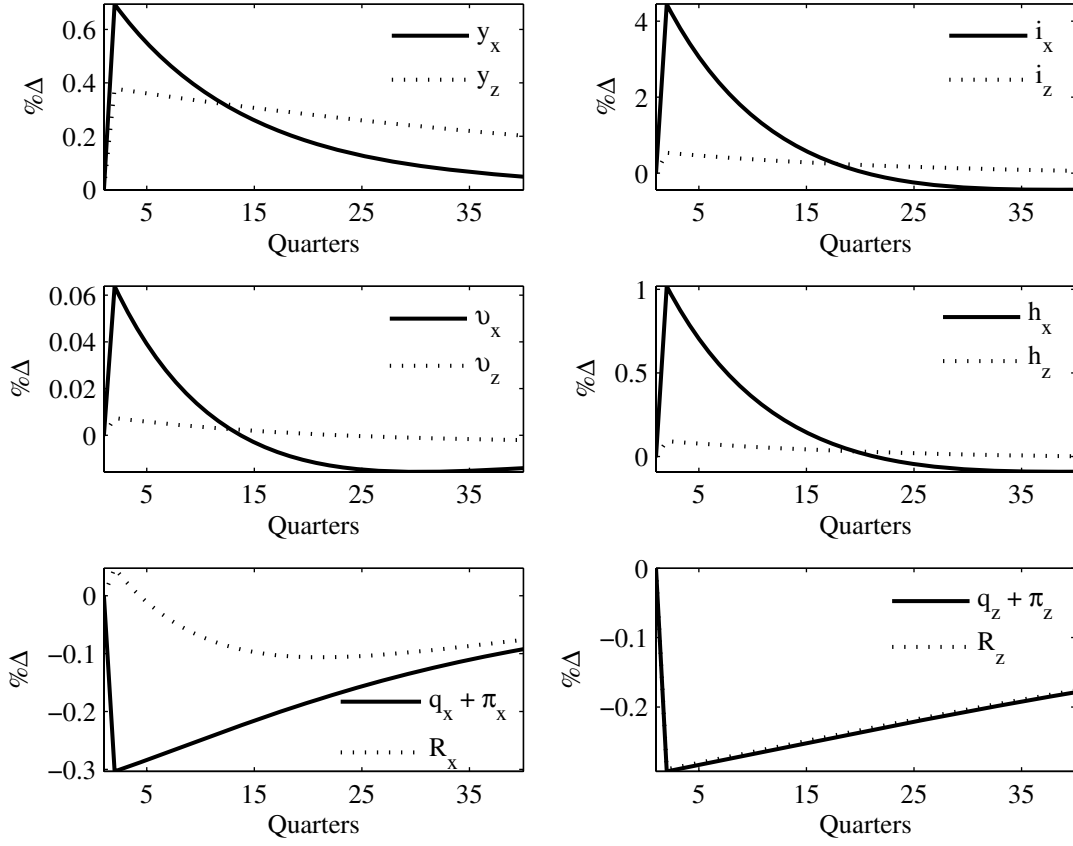 0.6
0.4
0.2
0
%Δ
y_x
y_z
5 15 25 35
Quarters
4
2
0
%Δ
i_x
i_z
5 15 25 35
Quarters
0.06
0.04
0.02
0
%Δ
υ_x
υ_z
5 15 25 35
Quarters
1
0.5
0
%Δ
h_x
h_z
5 15 25 35
Quarters
0
−0.1
−0.2
−0.3
%Δ
q_x + π_x
R_x
5 15 25 35
Quarters
0
−0.1
−0.2
%Δ
q_z + π_z
R_z
5 15 25 35
Quarters